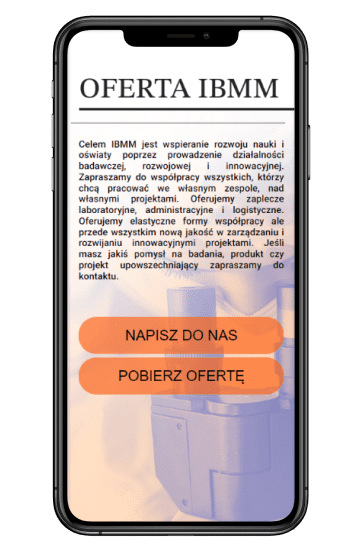 OFERTA IBMM
Celem IBMM jest wspieranie rozwoju nauki i
oświaty poprzez prowadzenie działalności
badawczej, rozwojowej i innowacyjnej.
Zapraszamy do współpracy wszystkich, którzy
chcą pracować we własnym zespole, nad
własnymi projektami. Oferujemy zaplecze
laboratoryjne, administracyjne i logistyczne.
Oferujemy elastyczne formy współpracy ale
przede wszystkim nową jakość w zarządzaniu i
rozwijaniu innowacyjnymi projektami. Jeśli
masz jakiś pomysł na badania, produkt czy
projekt upowszechniający zapraszamy do
kontaktu.
NAPISZ DO NAS
POBIERZ OFERTĘ